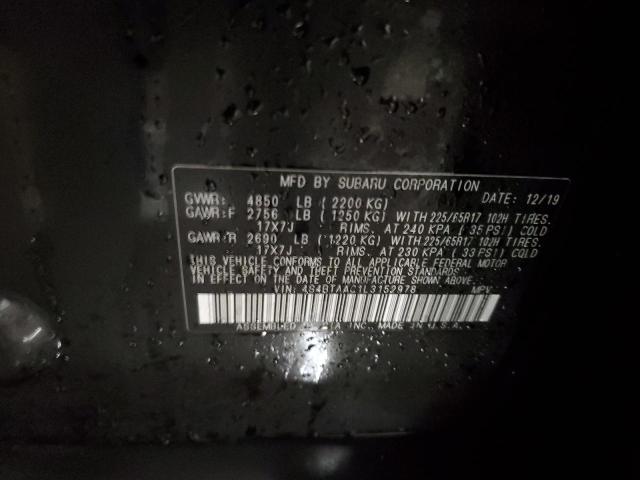 MFD BY SUBARU CORPORATION
GVWR: 4850 LB (2200 KG) DATE: 12/19
GAWR:F 2756 LB (1250 KG) WITH 225/65R17 102H TIRES.
17X7J RIMS. AT 240 KPA (35 PSI) COLD
GAWR:R 2690 LB (1220 KG) WITH 225/65R17 102H TIRES.
17X7J RIMS. AT 230 KPA (33 PSI) COLD
THIS VEHICLE CONFORMS TO ALL APPLICABLE FEDERAL MOTOR
VEHICLE SAFETY AND THEFT PREVENTION STANDARDS
IN EFFECT ON THE DATE OF MANUFACTURE SHOWN ABOVE.
VIN: 4S4BTAAC1L3152978 MPV
ASSEMBLED INC. MADE IN U.S.A.